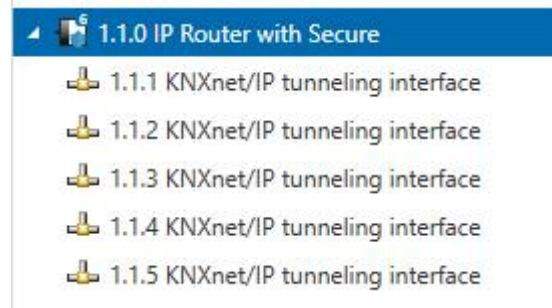 6
1.1.0 IP Router with Secure
1.1.1 KNXnet/IP tunneling interface
1.1.2 KNXnet/IP tunneling interface
1.1.3 KNXnet/IP tunneling interface
1.1.4 KNXnet/IP tunneling interface
1.1.5 KNXnet/IP tunneling interface